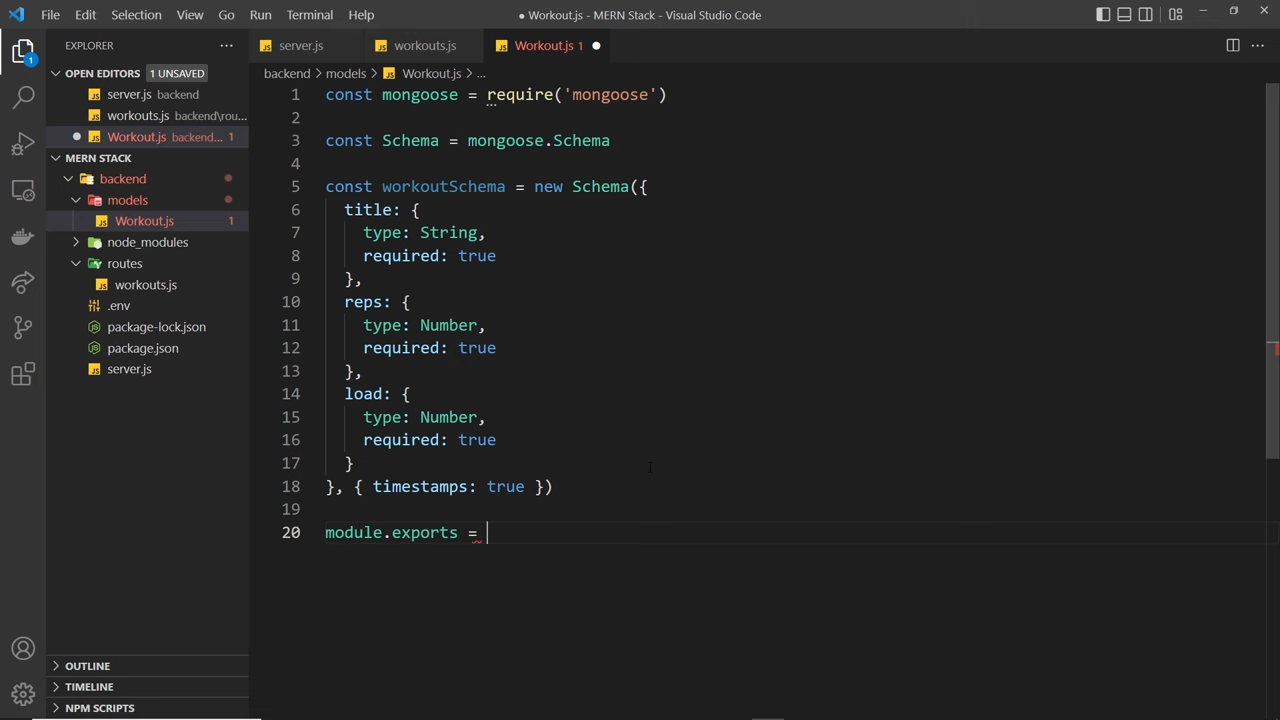 File Edit Selection View Go Run Terminal Help
● Workout.js - MERN Stack - Visual Studio Code
EXPLORER ...
server.js
workouts.js
Workout.js 1 ●
OPEN EDITORS 1 UNSAVED
server.js backend
workouts.js backend\rou...
Workout.js backend... 1
MERN STACK
backend
models
Workout.js 1
node_modules
routes
workouts.js
.env
package-lock.json
package.json
server.js
OUTLINE
TIMELINE
NPM SCRIPTS
1
backend > models > Workout.js > ...
1 const mongoose = require('mongoose')
2
3 const Schema = mongoose.Schema
4
5 const workoutSchema = new Schema({
6 title: {
7 type: String,
8 required: true
9 },
10 reps: {
11 type: Number,
12 required: true
13 },
14 load: {
15 type: Number,
16 required: true
17 }
18 }, { timestamps: true })
19
20 module.exports =